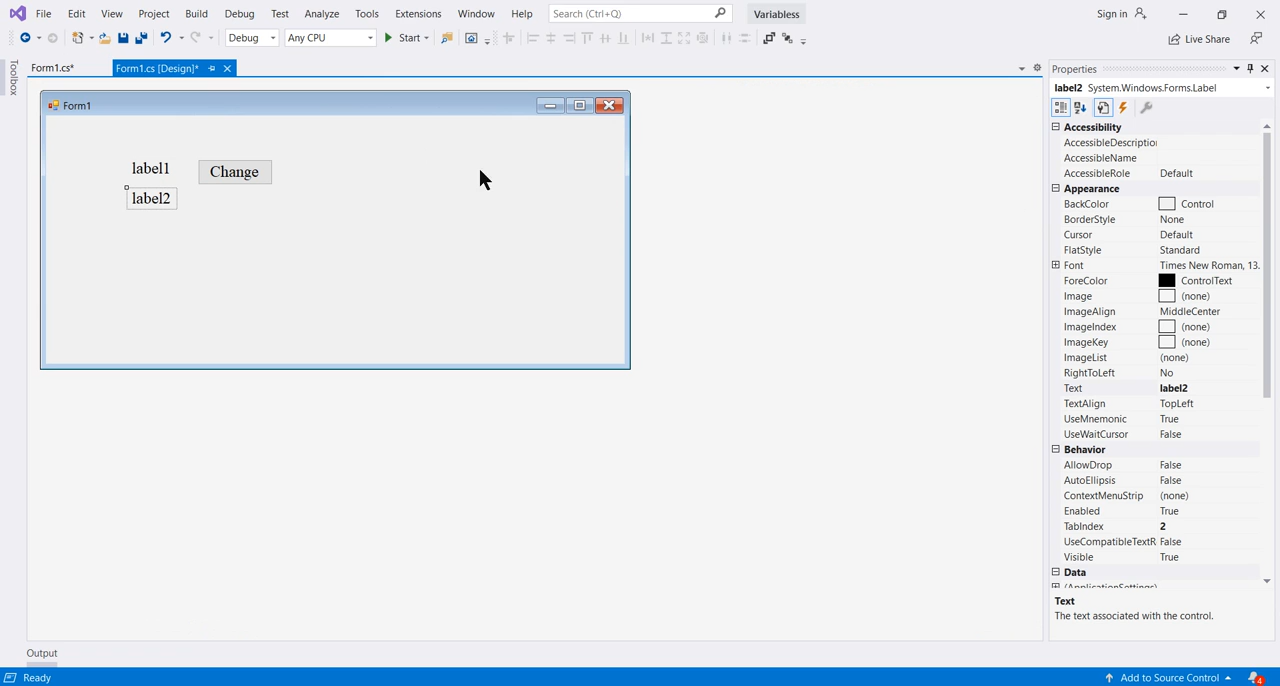 File Edit View Project Build Debug Test Analyze Tools Extensions Window Help Search (Ctrl+Q) Variabless Sign in
Debug Any CPU Start Live Share
Toolbox
Form1.cs* Form1.cs [Design]*
Form1
label1 Change
label2
Properties
label2 System.Windows.Forms.Label
Accessibility
AccessibleDescription
AccessibleName
AccessibleRole Default
Appearance
BackColor Control
BorderStyle None
Cursor Default
FlatStyle Standard
Font Times New Roman, 13.
ForeColor ControlText
Image (none)
ImageAlign MiddleCenter
ImageIndex (none)
ImageKey (none)
ImageList (none)
RightToLeft No
Text label2
TextAlign TopLeft
UseMnemonic True
UseWaitCursor False
Behavior
AllowDrop False
AutoEllipsis False
ContextMenuStrip (none)
Enabled True
TabIndex 2
UseCompatibleTextR False
Visible True
Data
(ApplicationSettings)
Text
The text associated with the control.
Output
Ready Add to Source Control 4